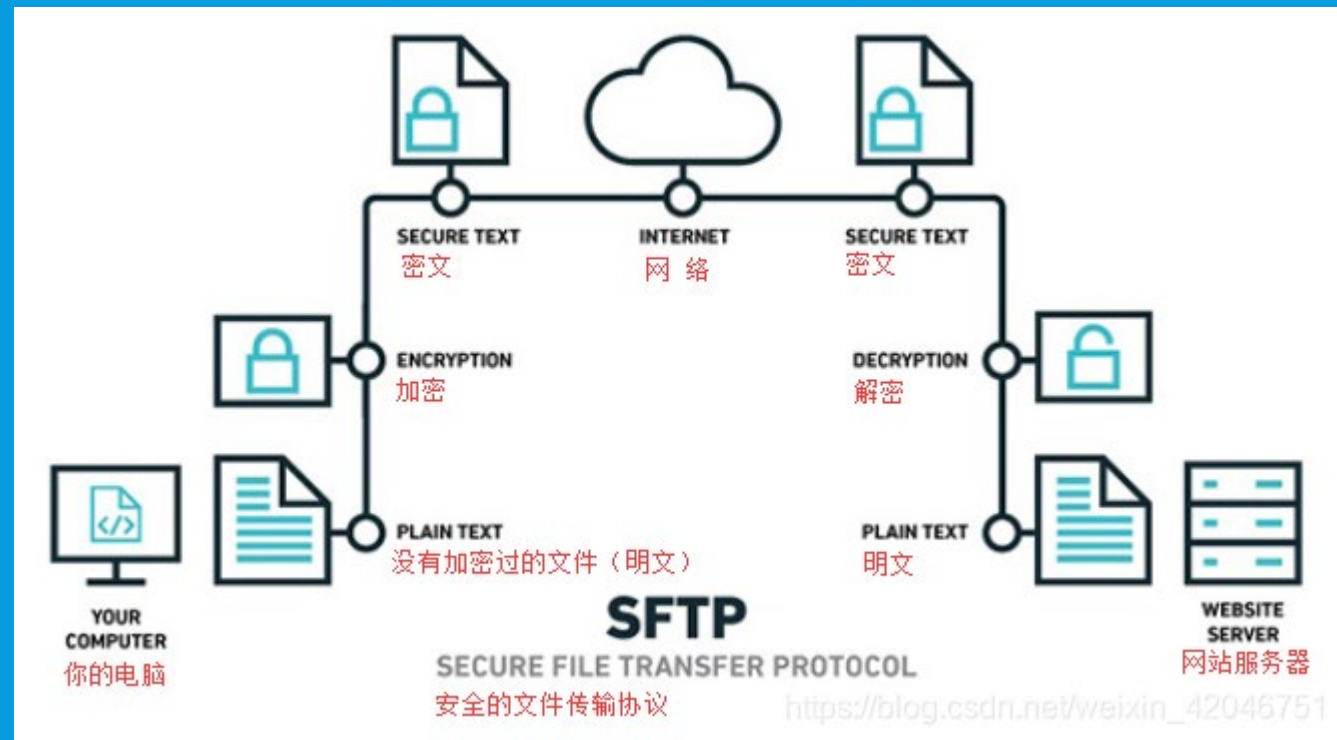 SECURE TEXT
密文
INTERNET
网 络
SECURE TEXT
密文
ENCRYPTION
加密
DECRYPTION
解密
</>
PLAIN TEXT
没有加密过的文件（明文）
PLAIN TEXT
明文
YOUR
COMPUTER
你的电脑
WEBSITE
SERVER
网站服务器
SFTP
SECURE FILE TRANSFER PROTOCOL
安全的文件传输协议
https://blog.csdn.net/weixin_42046751